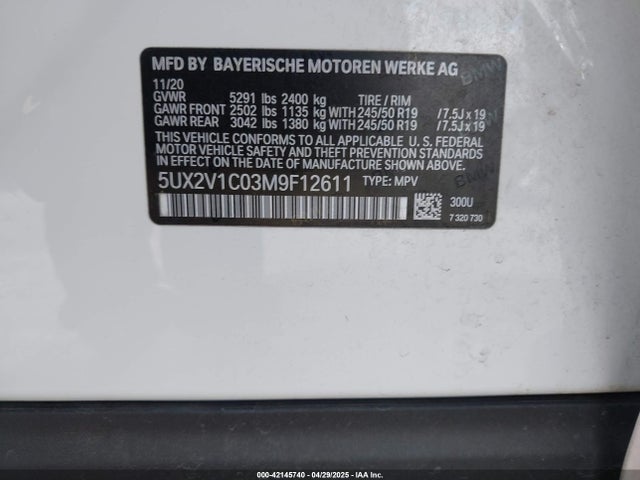 MFD BY BAYERISCHE MOTOREN WERKE AG
11/20
GVWR 5291 lbs 2400 kg TIRE / RIM
GAWR FRONT 2502 lbs 1135 kg WITH 245/50 R19 /7.5J x 19
GAWR REAR 3042 lbs 1380 kg WITH 245/50 R19 /7.5J x 19
THIS VEHICLE CONFORMS TO ALL APPLICABLE U. S. FEDERAL
MOTOR VEHICLE SAFETY, BUMPER, AND THEFT PREVENTION
STANDARDS IN EFFECT ON THE DATE OF MANUFACTURE SHOWN ABOVE.
5UX2V1C03M9F12611 TYPE: MPV
300U
7 320 730
000-42145740 - 04/29/2025 - IAA Inc.